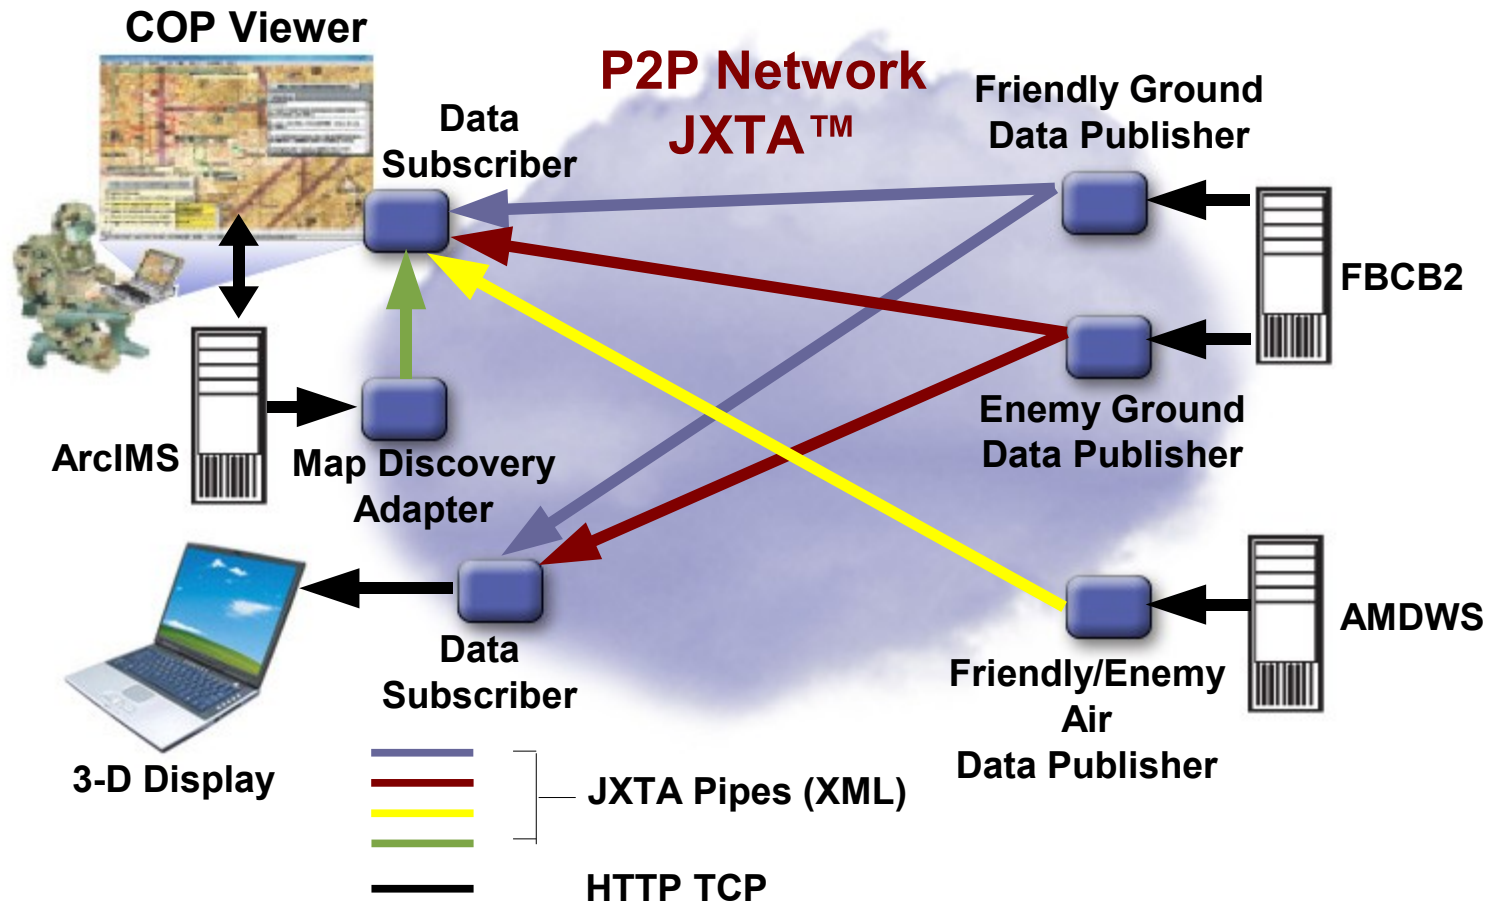 COP Viewer
P2P Network
JXTA™
Data
Subscriber
Friendly Ground
Data Publisher
FBCB2
Enemy Ground
Data Publisher
ArcIMS
Map Discovery
Adapter
AMDWS
Data
Subscriber
Friendly/Enemy
Air
Data Publisher
3-D Display
JXTA Pipes (XML)
HTTP TCP